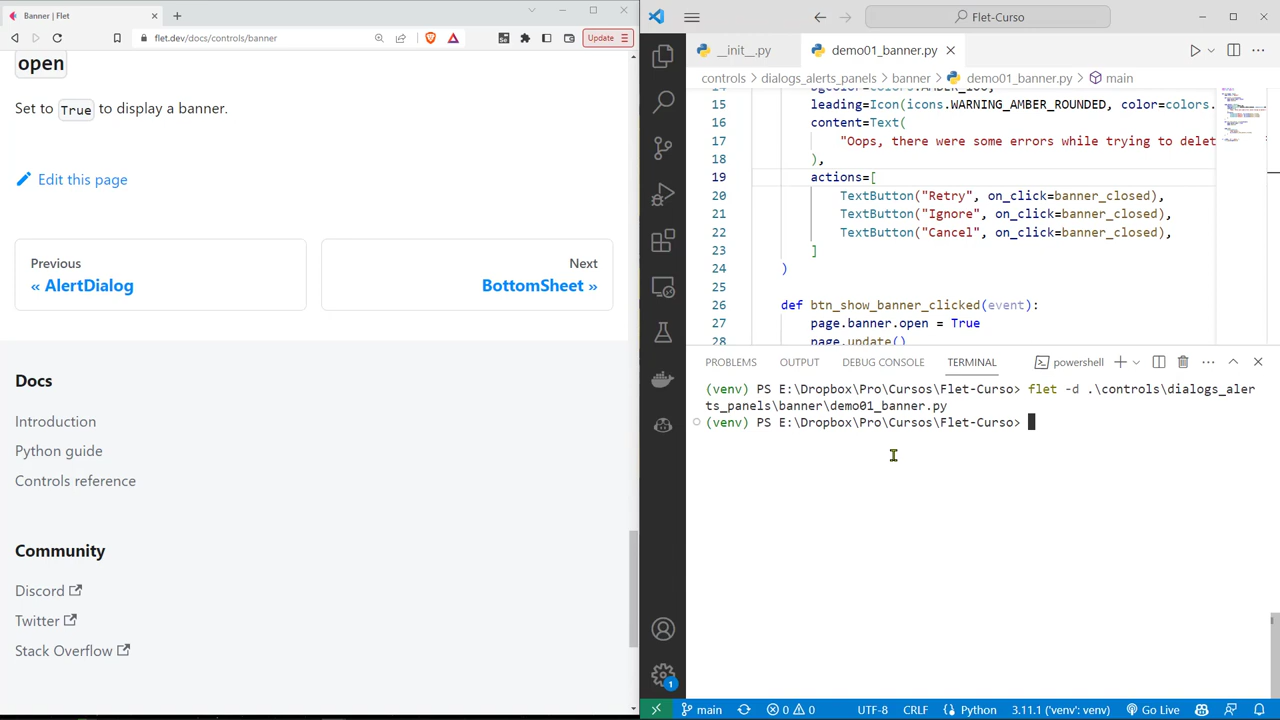 Banner | Flet
flet.dev/docs/controls/banner
Update
open
Set to True to display a banner.
Edit this page
Previous
« AlertDialog
Next
BottomSheet »
Docs
Introduction
Python guide
Controls reference
Community
Discord
Twitter
Stack Overflow
Flet-Curso
__init__.py
demo01_banner.py
controls > dialogs_alerts_panels > banner > demo01_banner.py > main
14 bgcolor=colors.AMBER_100,
15 leading=Icon(icons.WARNING_AMBER_ROUNDED, color=colors.
16 content=Text(
17 "Oops, there were some errors while trying to delet
18 ),
19 actions=[
20 TextButton("Retry", on_click=banner_closed),
21 TextButton("Ignore", on_click=banner_closed),
22 TextButton("Cancel", on_click=banner_closed),
23 ]
24 )
25
26 def btn_show_banner_clicked(event):
27 page.banner.open = True
28 page.update()
PROBLEMS OUTPUT DEBUG CONSOLE TERMINAL powershell
(venv) PS E:\Dropbox\Pro\Cursos\Flet-Curso> flet -d .\controls\dialogs_aler
ts_panels\banner\demo01_banner.py
(venv) PS E:\Dropbox\Pro\Cursos\Flet-Curso>
1
main 0 0 UTF-8 CRLF Python 3.11.1 ('venv': venv) Go Live